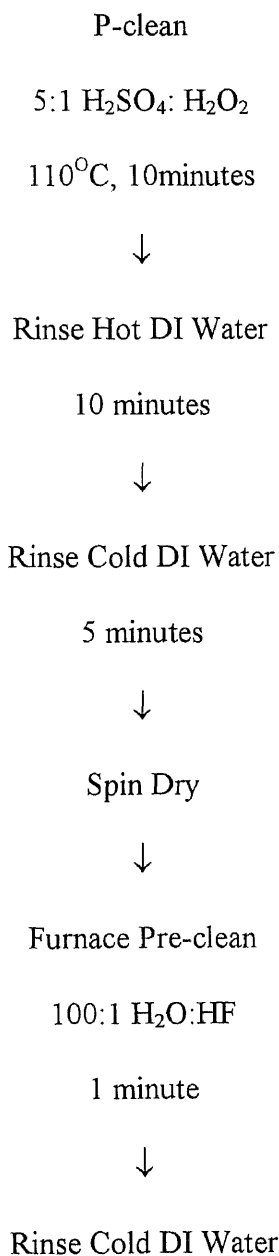 P-clean
5:1 H₂SO₄: H₂O₂
110°C, 10minutes
↓
Rinse Hot DI Water
10 minutes
↓
Rinse Cold DI Water
5 minutes
↓
Spin Dry
↓
Furnace Pre-clean
100:1 H₂O:HF
1 minute
↓
Rinse Cold DI Water